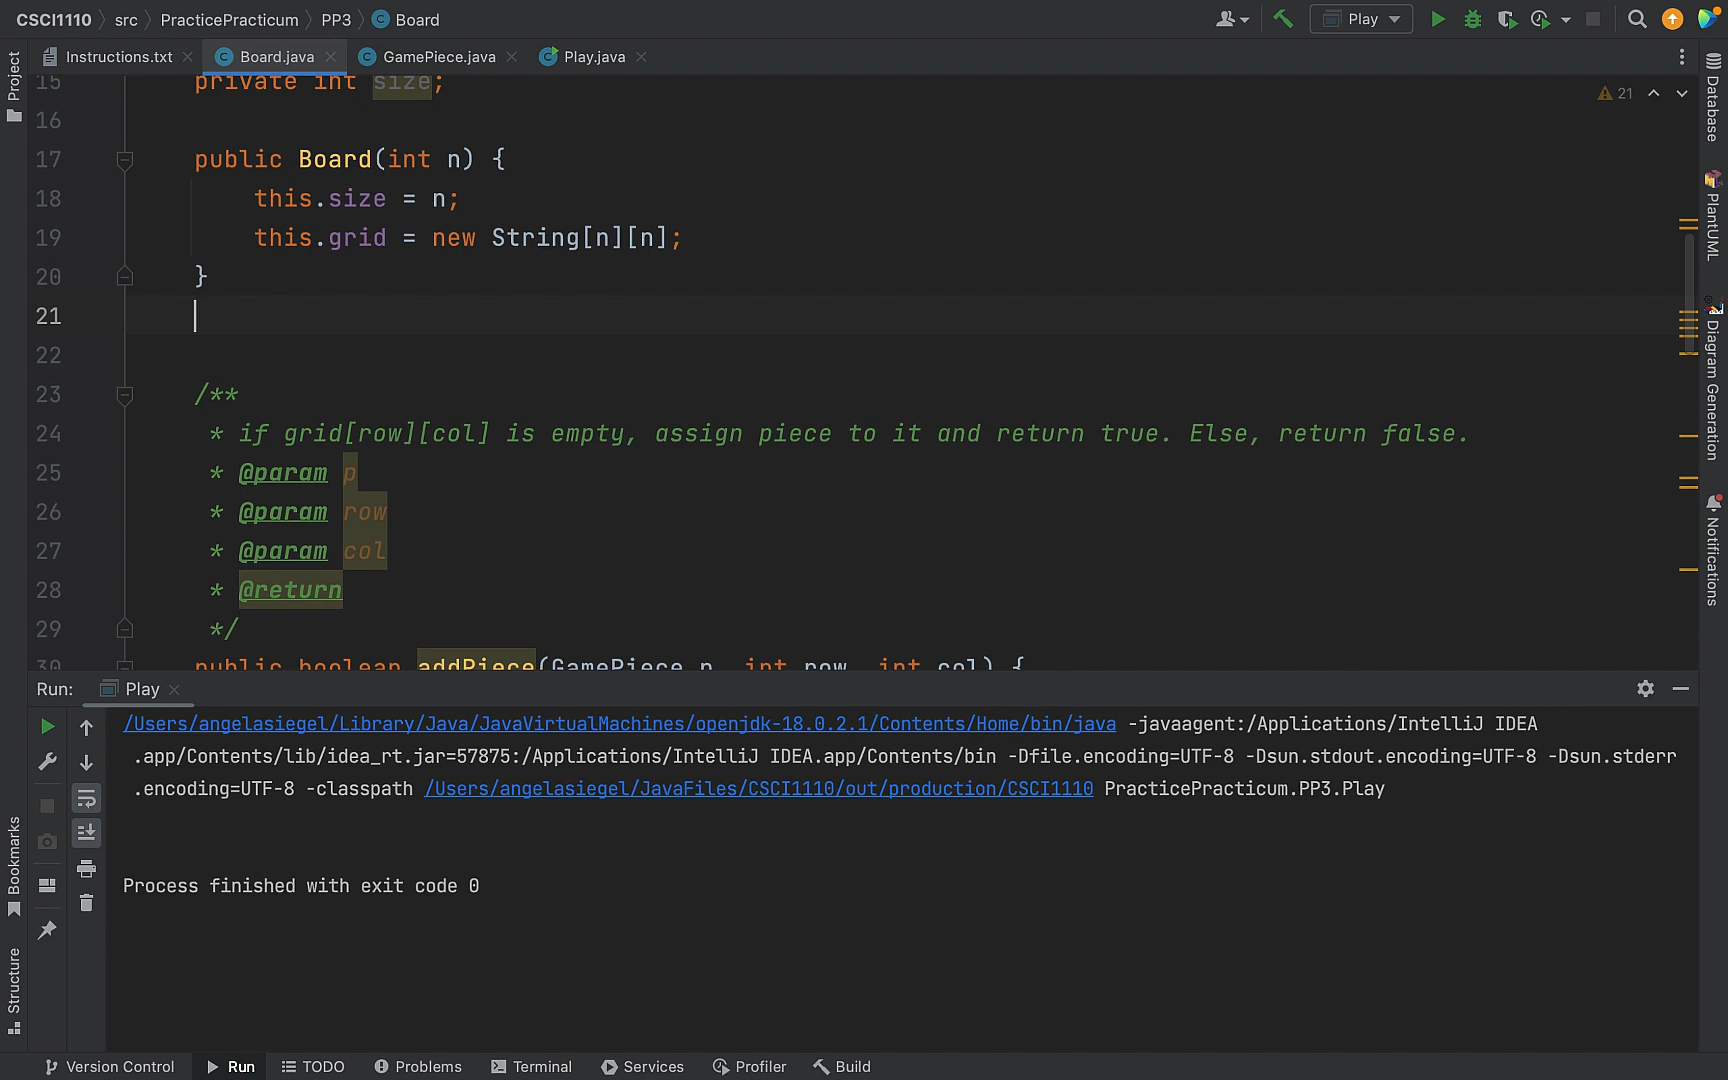 CSCI1110 src PracticePracticum PP3 Board
Play
Instructions.txt Board.java GamePiece.java Play.java
Project
15 private int size;
21
16
17 public Board(int n) {
18 this.size = n;
19 this.grid = new String[n][n];
20 }
21
22
23 /**
24 * if grid[row][col] is empty, assign piece to it and return true. Else, return false.
25 * @param p
26 * @param row
27 * @param col
28 * @return
29 */
30 public boolean addPiece(GamePiece p, int row, int col) {
Database
PlantUML
Diagram Generation
Notifications
Run: Play
/Users/angelasiegel/Library/Java/JavaVirtualMachines/openjdk-18.0.2.1/Contents/Home/bin/java -javaagent:/Applications/IntelliJ IDEA
.app/Contents/lib/idea_rt.jar=57875:/Applications/IntelliJ IDEA.app/Contents/bin -Dfile.encoding=UTF-8 -Dsun.stdout.encoding=UTF-8 -Dsun.stderr
.encoding=UTF-8 -classpath /Users/angelasiegel/JavaFiles/CSCI1110/out/production/CSCI1110 PracticePracticum.PP3.Play
Process finished with exit code 0
Bookmarks
Structure
Version Control Run TODO Problems Terminal Services Profiler Build